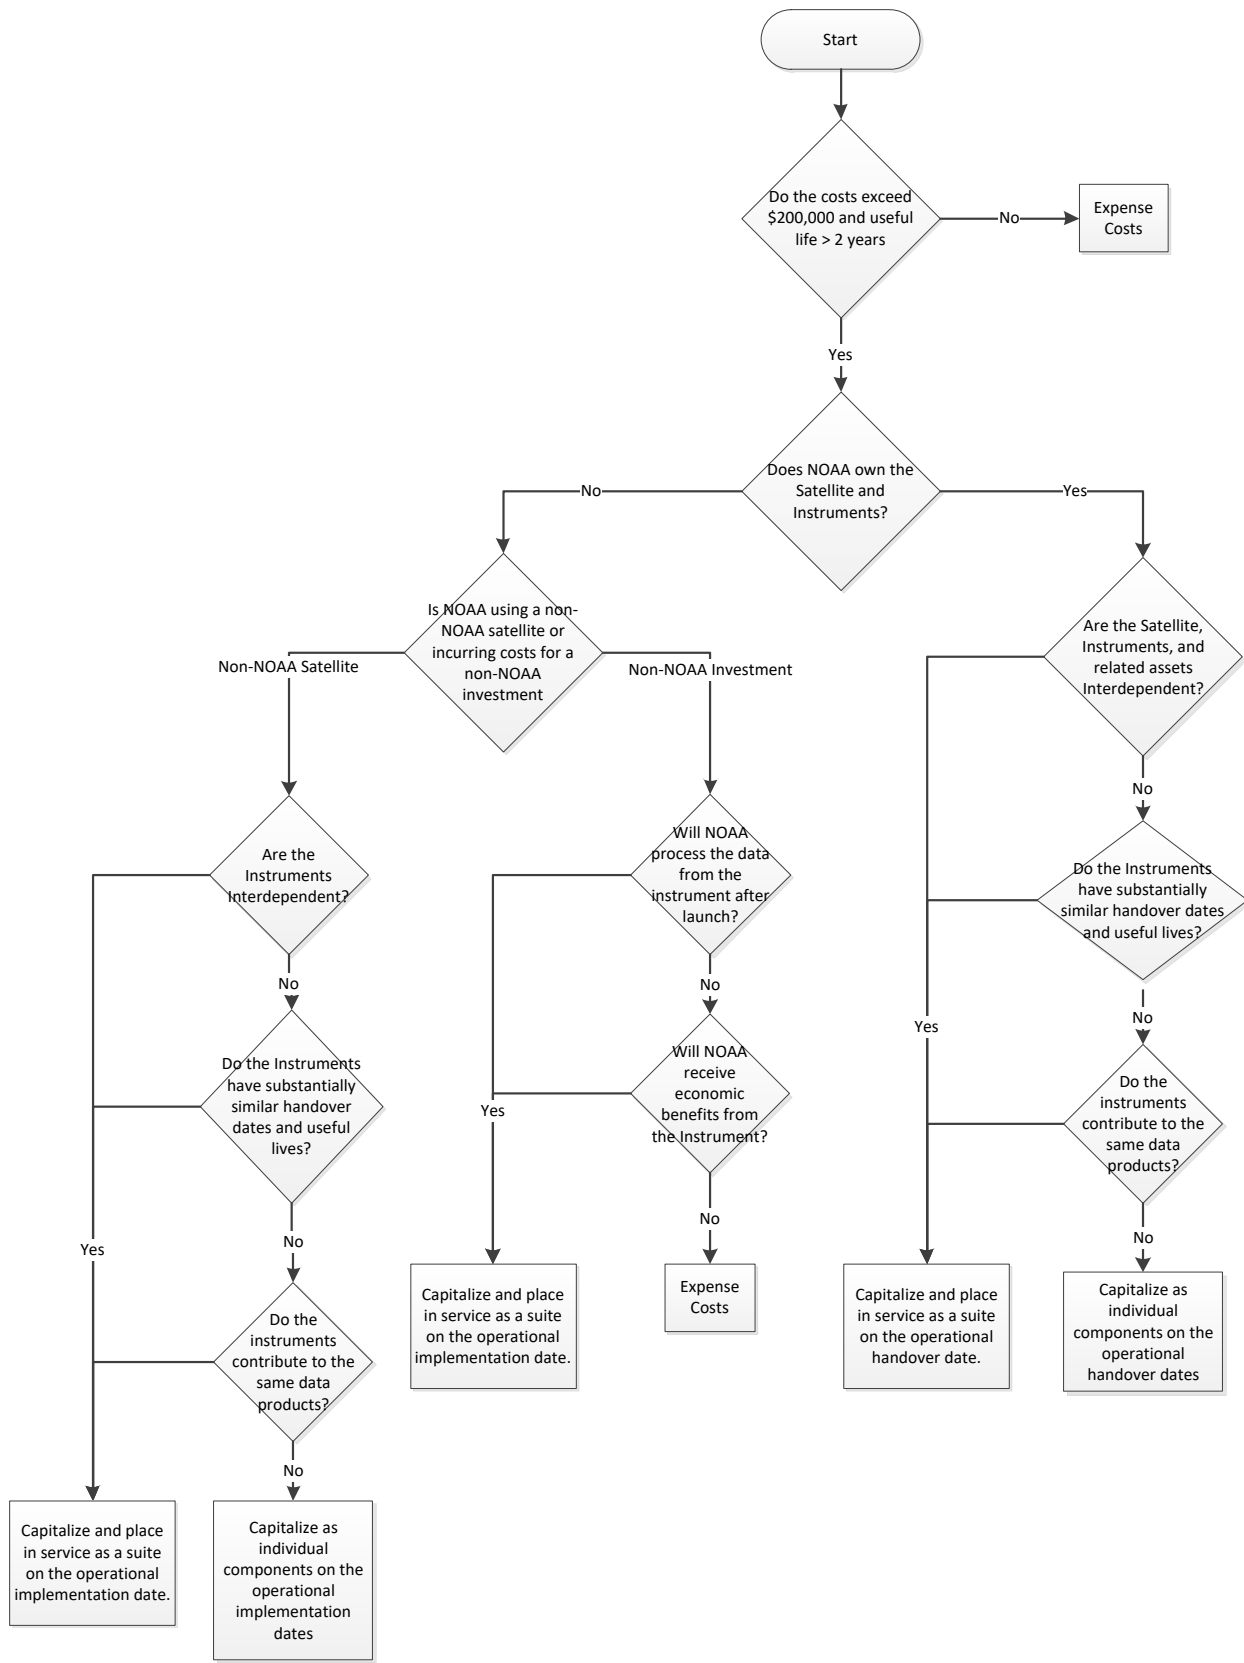 Start
Do the costs exceed
$200,000 and useful
life > 2 years
No
Expense
Costs
Yes
Does NOAA own the
Satellite and
Instruments?
No
Yes
Is NOAA using a non-
NOAA satellite or
incurring costs for a
non-NOAA
investment
Non-NOAA Satellite
Non-NOAA Investment
Are the Satellite,
Instruments, and
related assets
Interdependent?
No
Are the
Instruments
Interdependent?
Will NOAA
process the data
from the
instrument after
launch?
Do the Instruments
have substantially
similar handover dates
and useful lives?
No
No
No
Yes
Do the Instruments
have substantially
similar handover
dates and useful
lives?
Will NOAA
receive
economic
benefits from
the Instrument?
Yes
Do the
instruments
contribute to the
same data
products?
No
No
No
Yes
Capitalize and place
in service as a suite
on the operational
implementation date.
Expense
Costs
Capitalize and place
in service as a suite
on the operational
handover date.
Capitalize as
individual
components on the
operational
handover dates
Do the
instruments
contribute to the
same data
products?
No
Capitalize and place
in service as a suite
on the operational
implementation date.
Capitalize as
individual
components on the
operational
implementation
dates